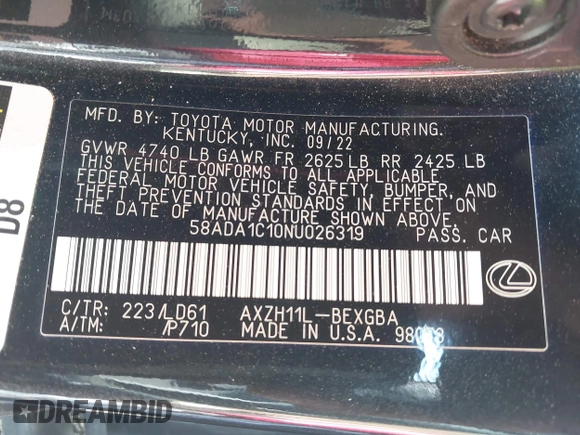 MFD. BY: TOYOTA MOTOR MANUFACTURING.
KENTUCKY, INC. 09/22
GVWR 4740 LB GAWR FR 2625 LB RR 2425 LB
THIS VEHICLE CONFORMS TO ALL APPLICABLE
FEDERAL MOTOR VEHICLE SAFETY, BUMPER, AND
THEFT PREVENTION STANDARDS IN EFFECT ON
THE DATE OF MANUFACTURE SHOWN ABOVE.
58ADA1C10NU026319 PASS. CAR
C/TR: 223/LD61 AXZH11L-BEXGBA
A/TM: /P710 MADE IN U.S.A.
D8
DREAMBID